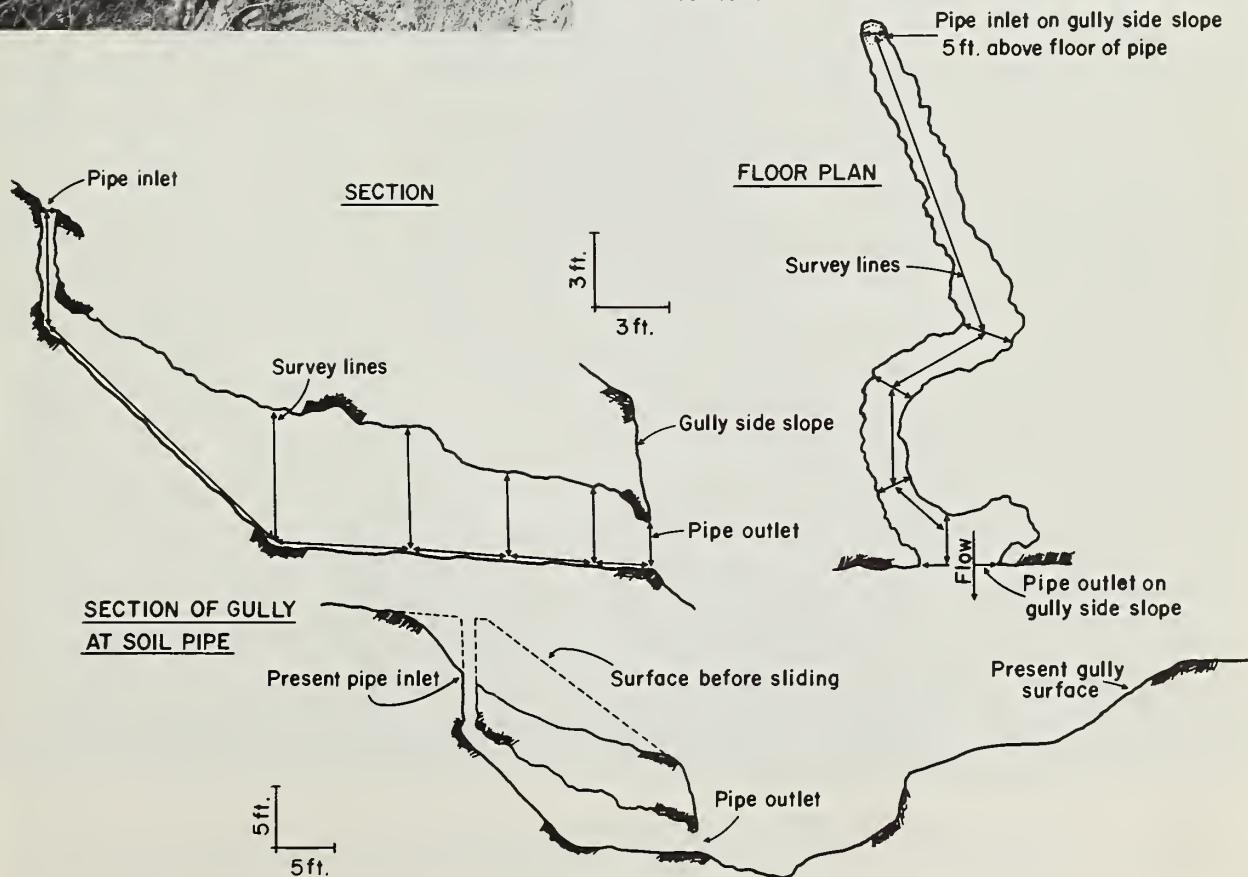 Pipe inlet on gully side slope
5 ft. above floor of pipe
Pipe inlet
SECTION
FLOOR PLAN
3 ft.
3 ft.
Survey lines
Survey lines
Gully side slope
Pipe outlet
Flow
Pipe outlet on
gully side slope
SECTION OF GULLY
AT SOIL PIPE
Present pipe inlet
Surface before sliding
Present gully
surface
Pipe outlet
5 ft.
5 ft.